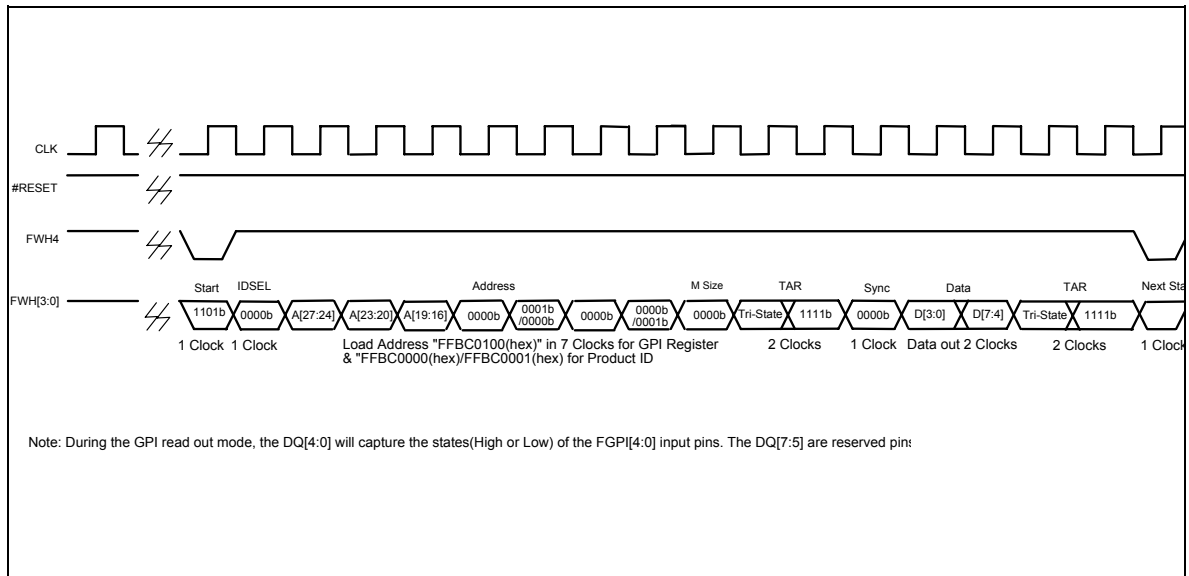 CLK
#RESET
FWH4
Start IDSEL Address M Size TAR Sync Data TAR Next Sta
FWH[3:0] 1101b 0000b A[27:24] A[23:20] A[19:16] 0000b 0001b /0000b 0000b 0000b /0001b 0000b Tri-State 1111b 0000b D[3:0] D[7:4] Tri-State 1111b
1 Clock 1 Clock Load Address "FFBC0100(hex)" in 7 Clocks for GPI Register 2 Clocks 1 Clock Data out 2 Clocks 2 Clocks 1 Clock
& "FFBC0000(hex)/FFBC0001(hex) for Product ID
Note: During the GPI read out mode, the DQ[4:0] will capture the states(High or Low) of the FGPI[4:0] input pins. The DQ[7:5] are reserved pins